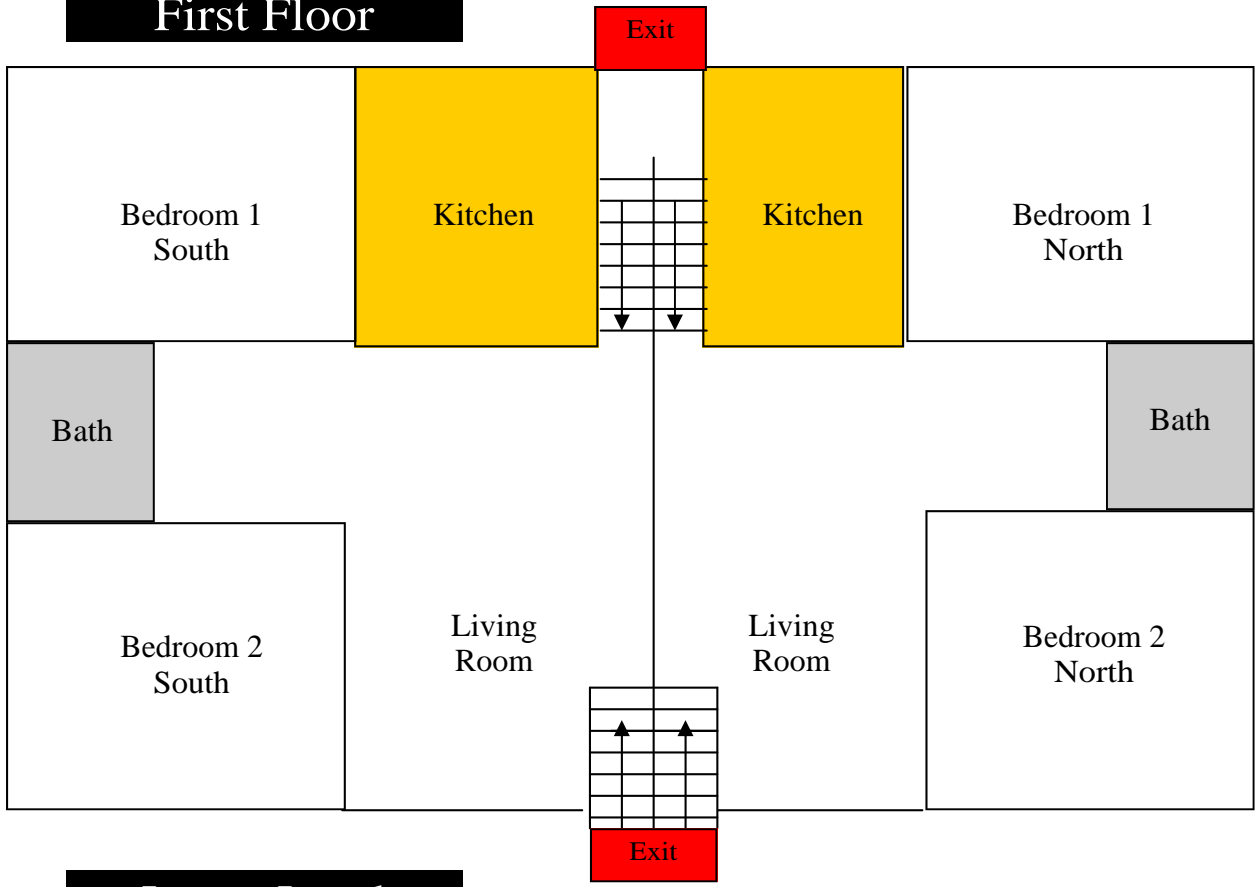 First Floor
Exit
Bedroom 1
South
Kitchen
Kitchen
Bedroom 1
North
Bath
Bath
Bedroom 2
South
Living
Room
Living
Room
Bedroom 2
North
Exit